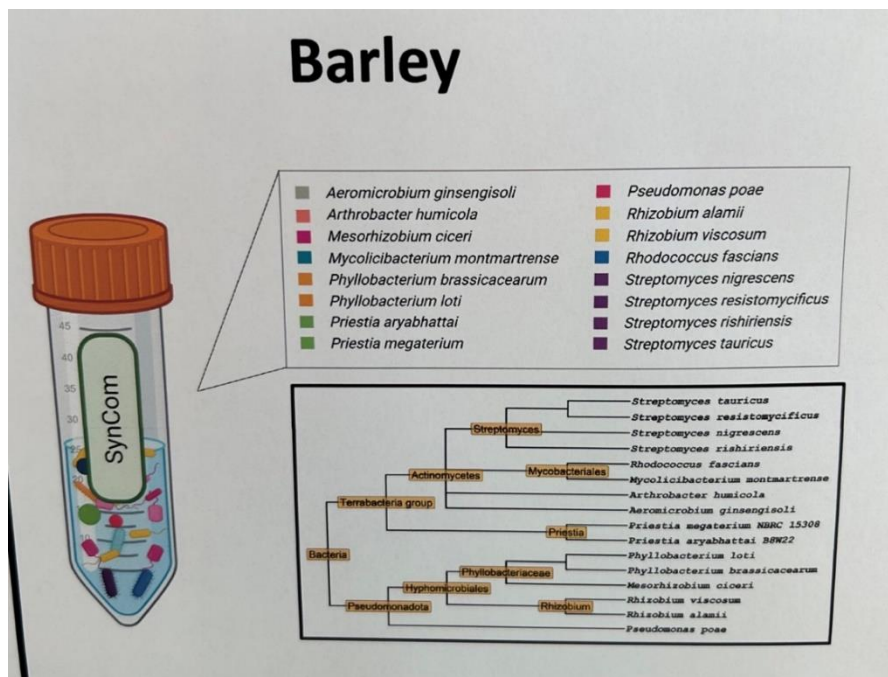 Barley
Aeromicrobium ginsengisoli
Arthrobacter humicola
Mesorhizobium ciceri
Mycolicibacterium montmartrense
Phyllobacterium brassicacearum
Phyllobacterium loti
Priestia aryabhattai
Priestia megaterium
Pseudomonas poae
Rhizobium alamii
Rhizobium viscosum
Rhodococcus fascians
Streptomyces nigrescens
Streptomyces resistomycificus
Streptomyces rishiriensis
Streptomyces tauricus
45
40
35
30
SynCom
10
Streptomyces tauricus
Streptomyces resistomycificus
Streptomyces
Streptomyces nigrescens
Streptomyces rishiriensis
Rhodococcus fascians
Mycobacteriales
Actinomycetes
Mycolicibacterium montmartrense
Arthrobacter humicola
Terrabacteria group
Aeromicrobium ginsengisoli
Priestia megaterium NBRC 15308
Priestia
Priestia aryabhattai B8W22
Bacteria
Phyllobacterium loti
Phyllobacteriaceae
Phyllobacterium brassicacearum
Hyphomicrobiales
Mesorhizobium ciceri
Rhizobium viscosum
Pseudomonadota
Rhizobium
Rhizobium alamii
Pseudomonas poae